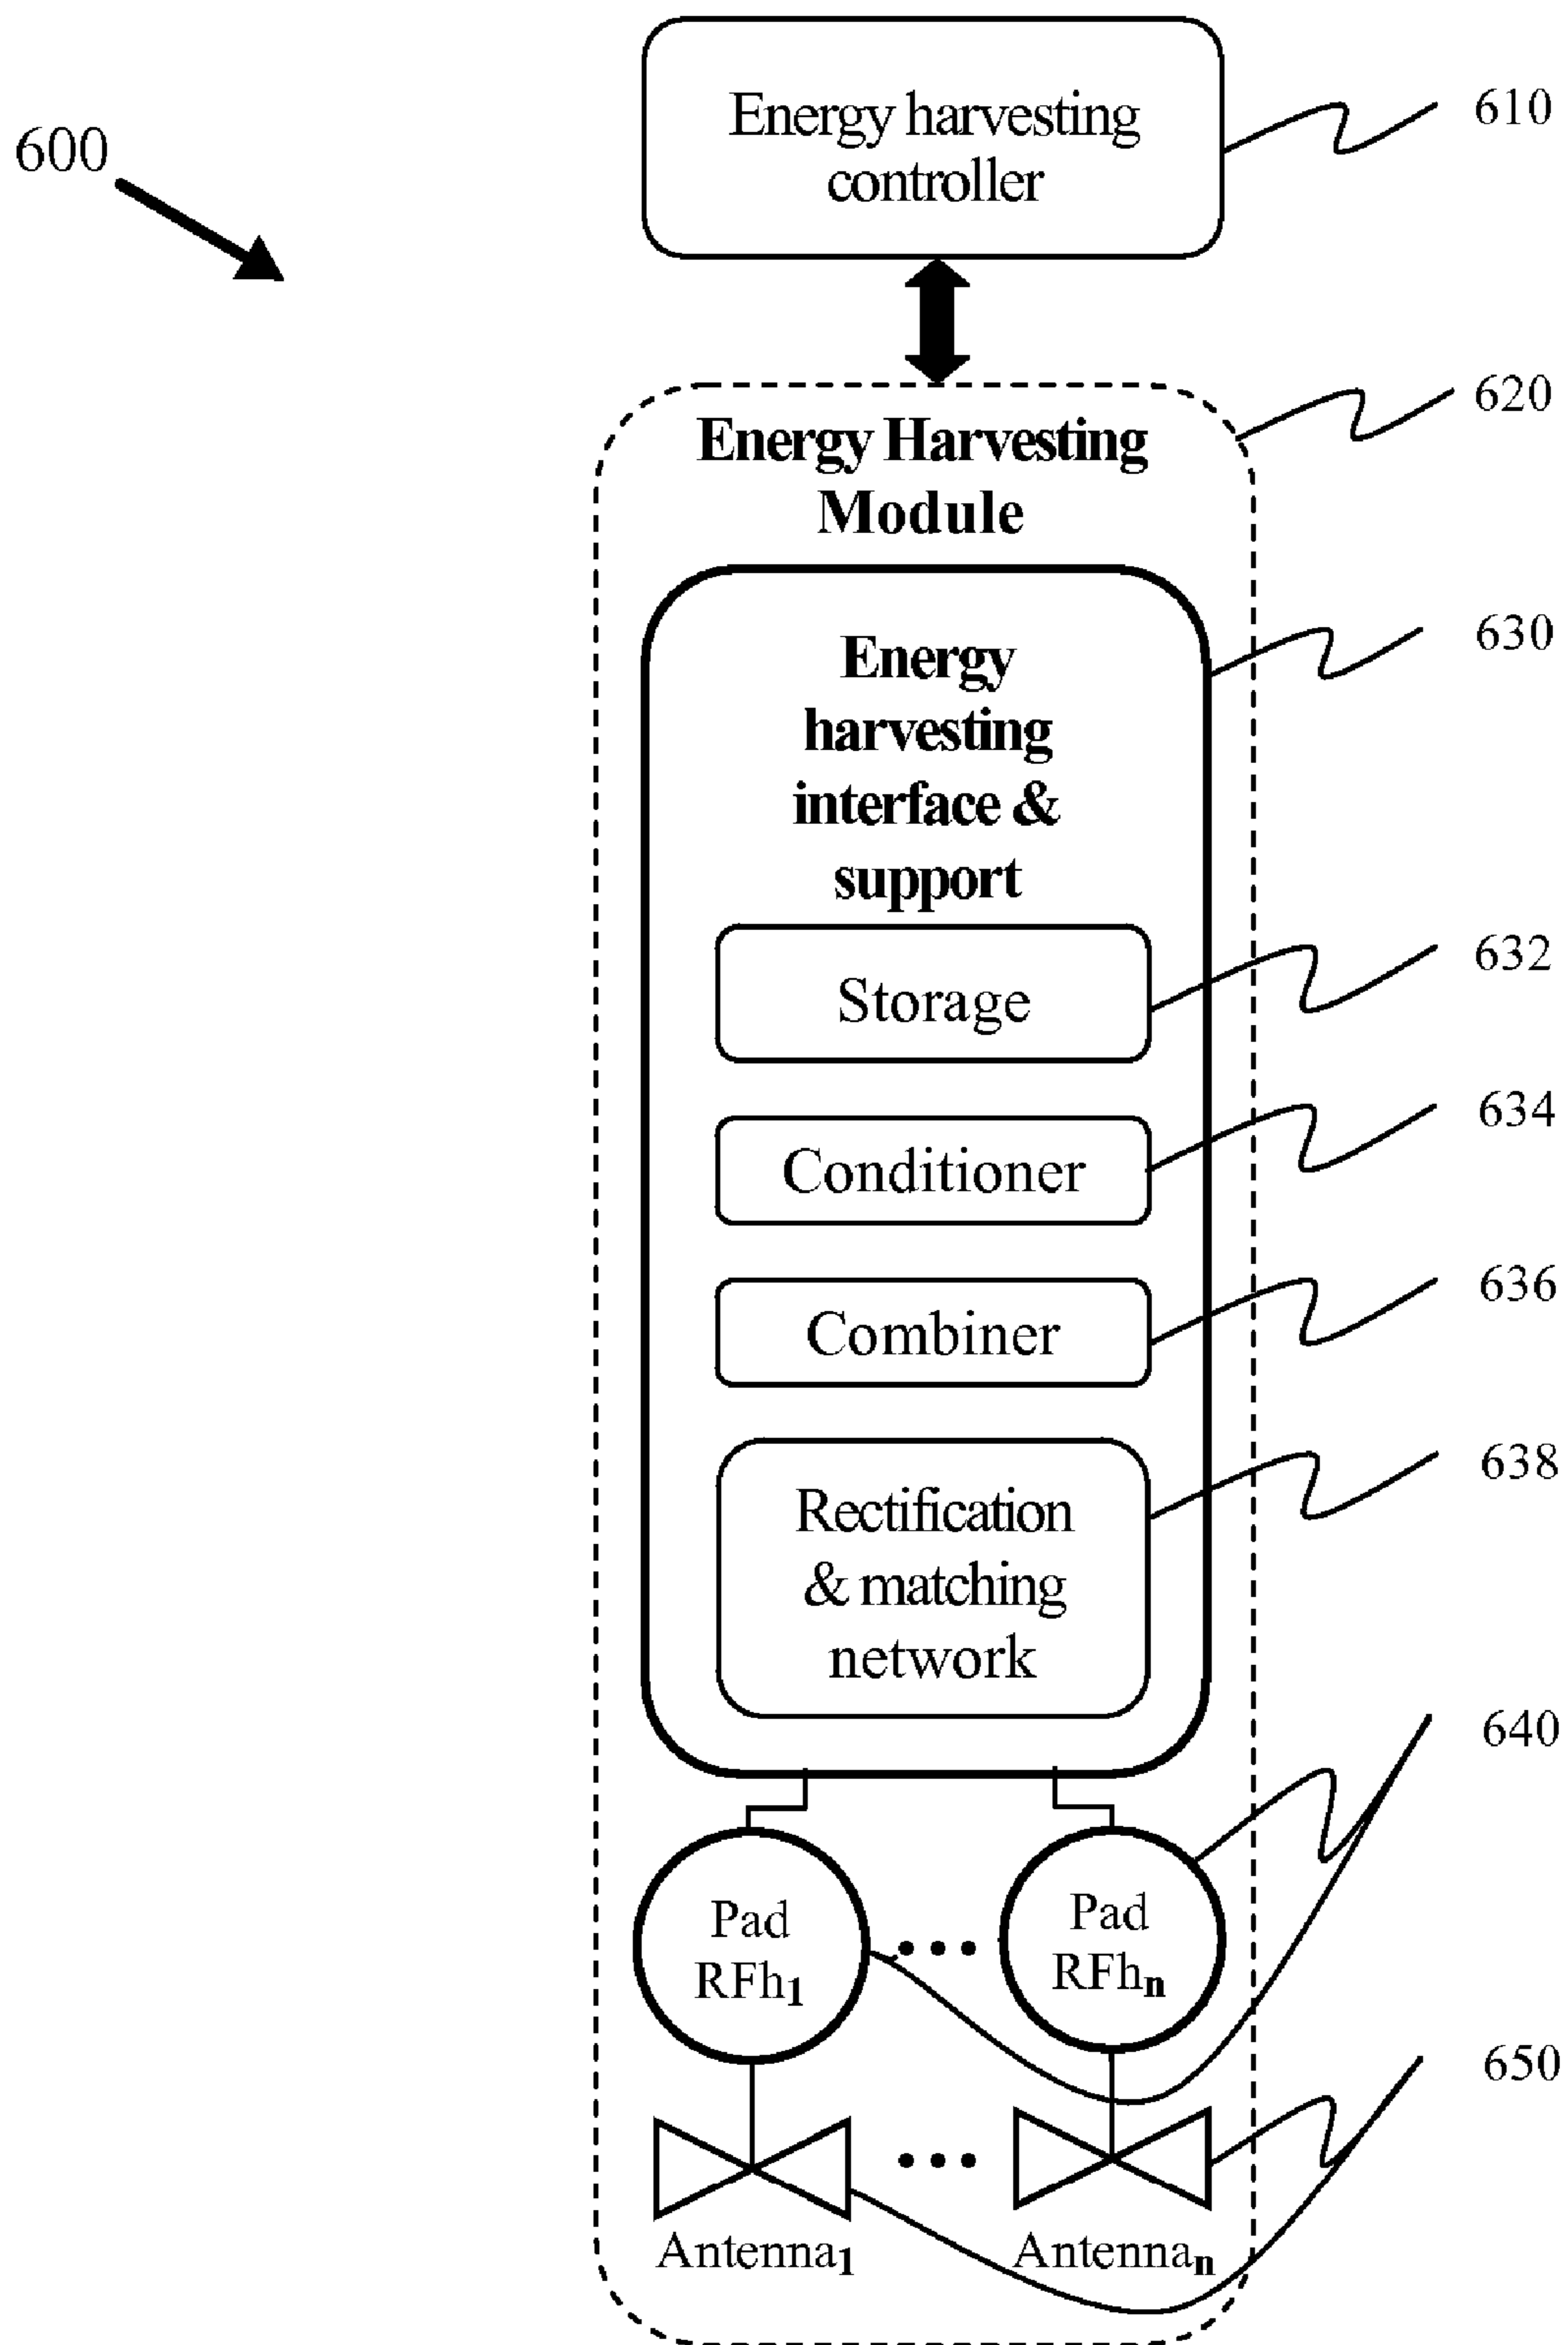 600
Energy harvesting
controller
610
620
Energy Harvesting
Module
630
Energy
harvesting
interface &
support
632
Storage
634
Conditioner
636
Combiner
638
Rectification
& matching
network
640
Pad
RFh1
Pad
RFhn
650
Antenna1
Antennan